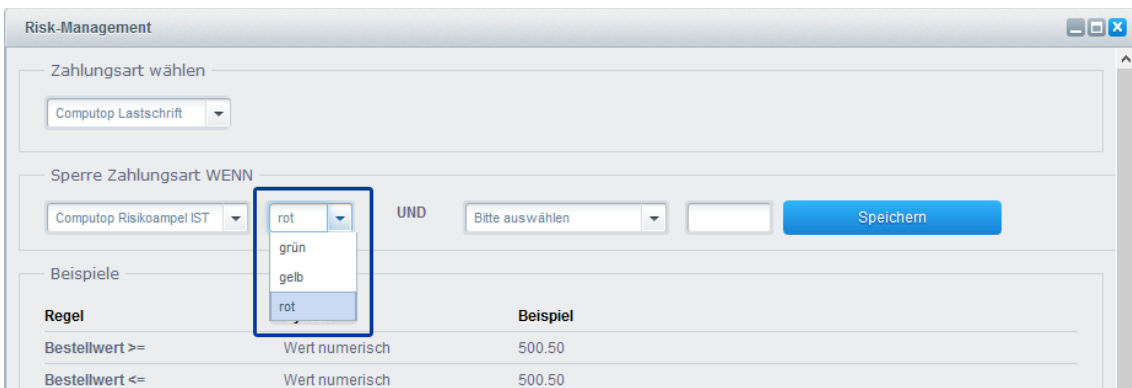 Risk-Management
Zahlungsart wählen
Computop Lastschrift
Sperre Zahlungsart WENN
Computop Risikoampel IST rot UND Bitte auswählen Speichern
grün
gelb
rot
Beispiele
Regel Beispiel
Bestellwert >= Wert numerisch 500.50
Bestellwert <= Wert numerisch 500.50